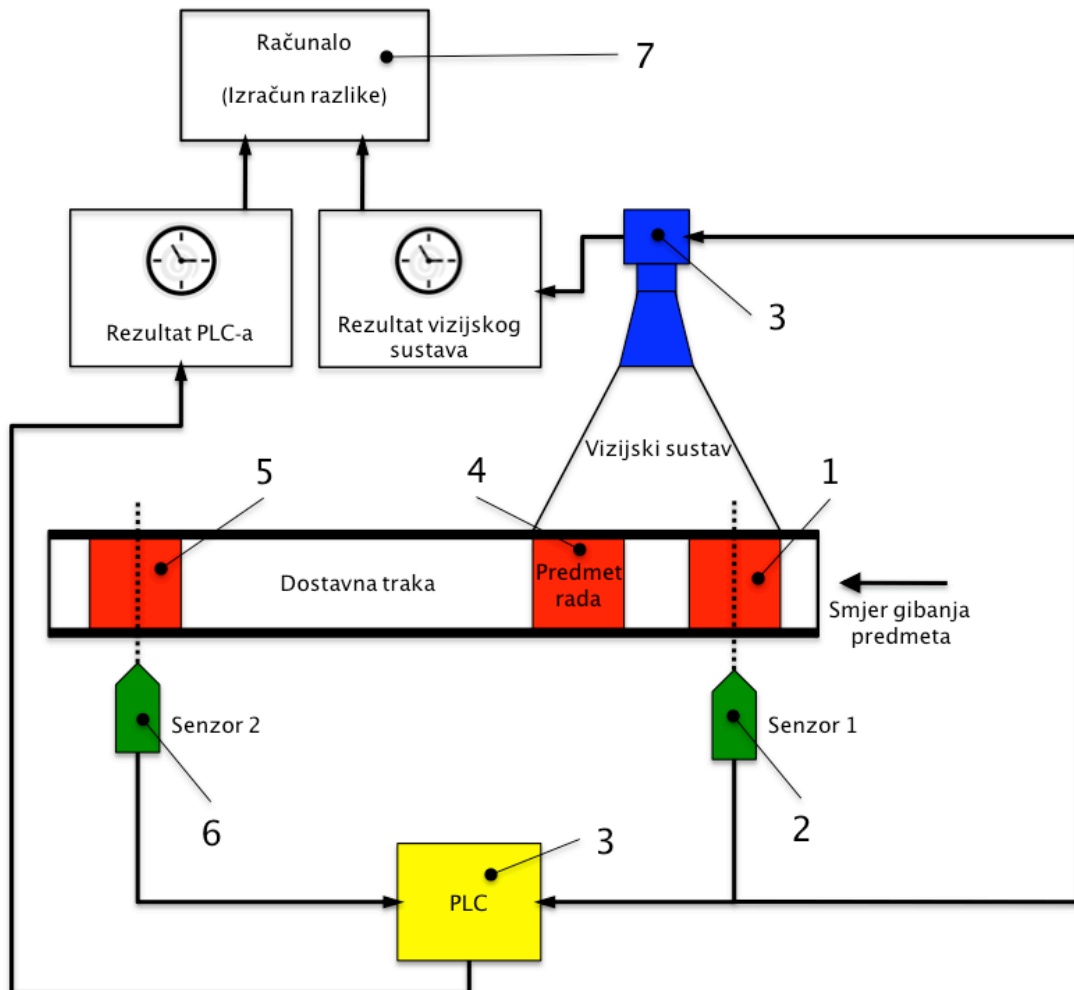 Računalo
(Izračun razlike)
7
Rezultat PLC-a
Rezultat vizijskog
sustava
3
Vizijski sustav
5
4
1
Dostavna traka
Predmet
rada
Smjer gibanja
predmeta
Senzor 2
Senzor 1
6
2
3
PLC